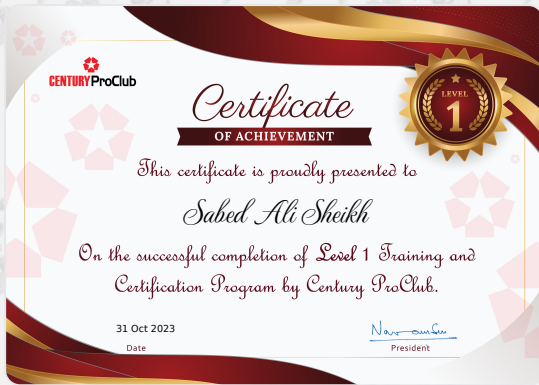 CENTURY ProClub
Certificate
OF ACHIEVEMENT
LEVEL
1
This certificate is proudly presented to
Sabed Ali Sheikh
On the successful completion of Level 1 Training and
Certification Program by Century ProClub.
31 Oct 2023
Date
President